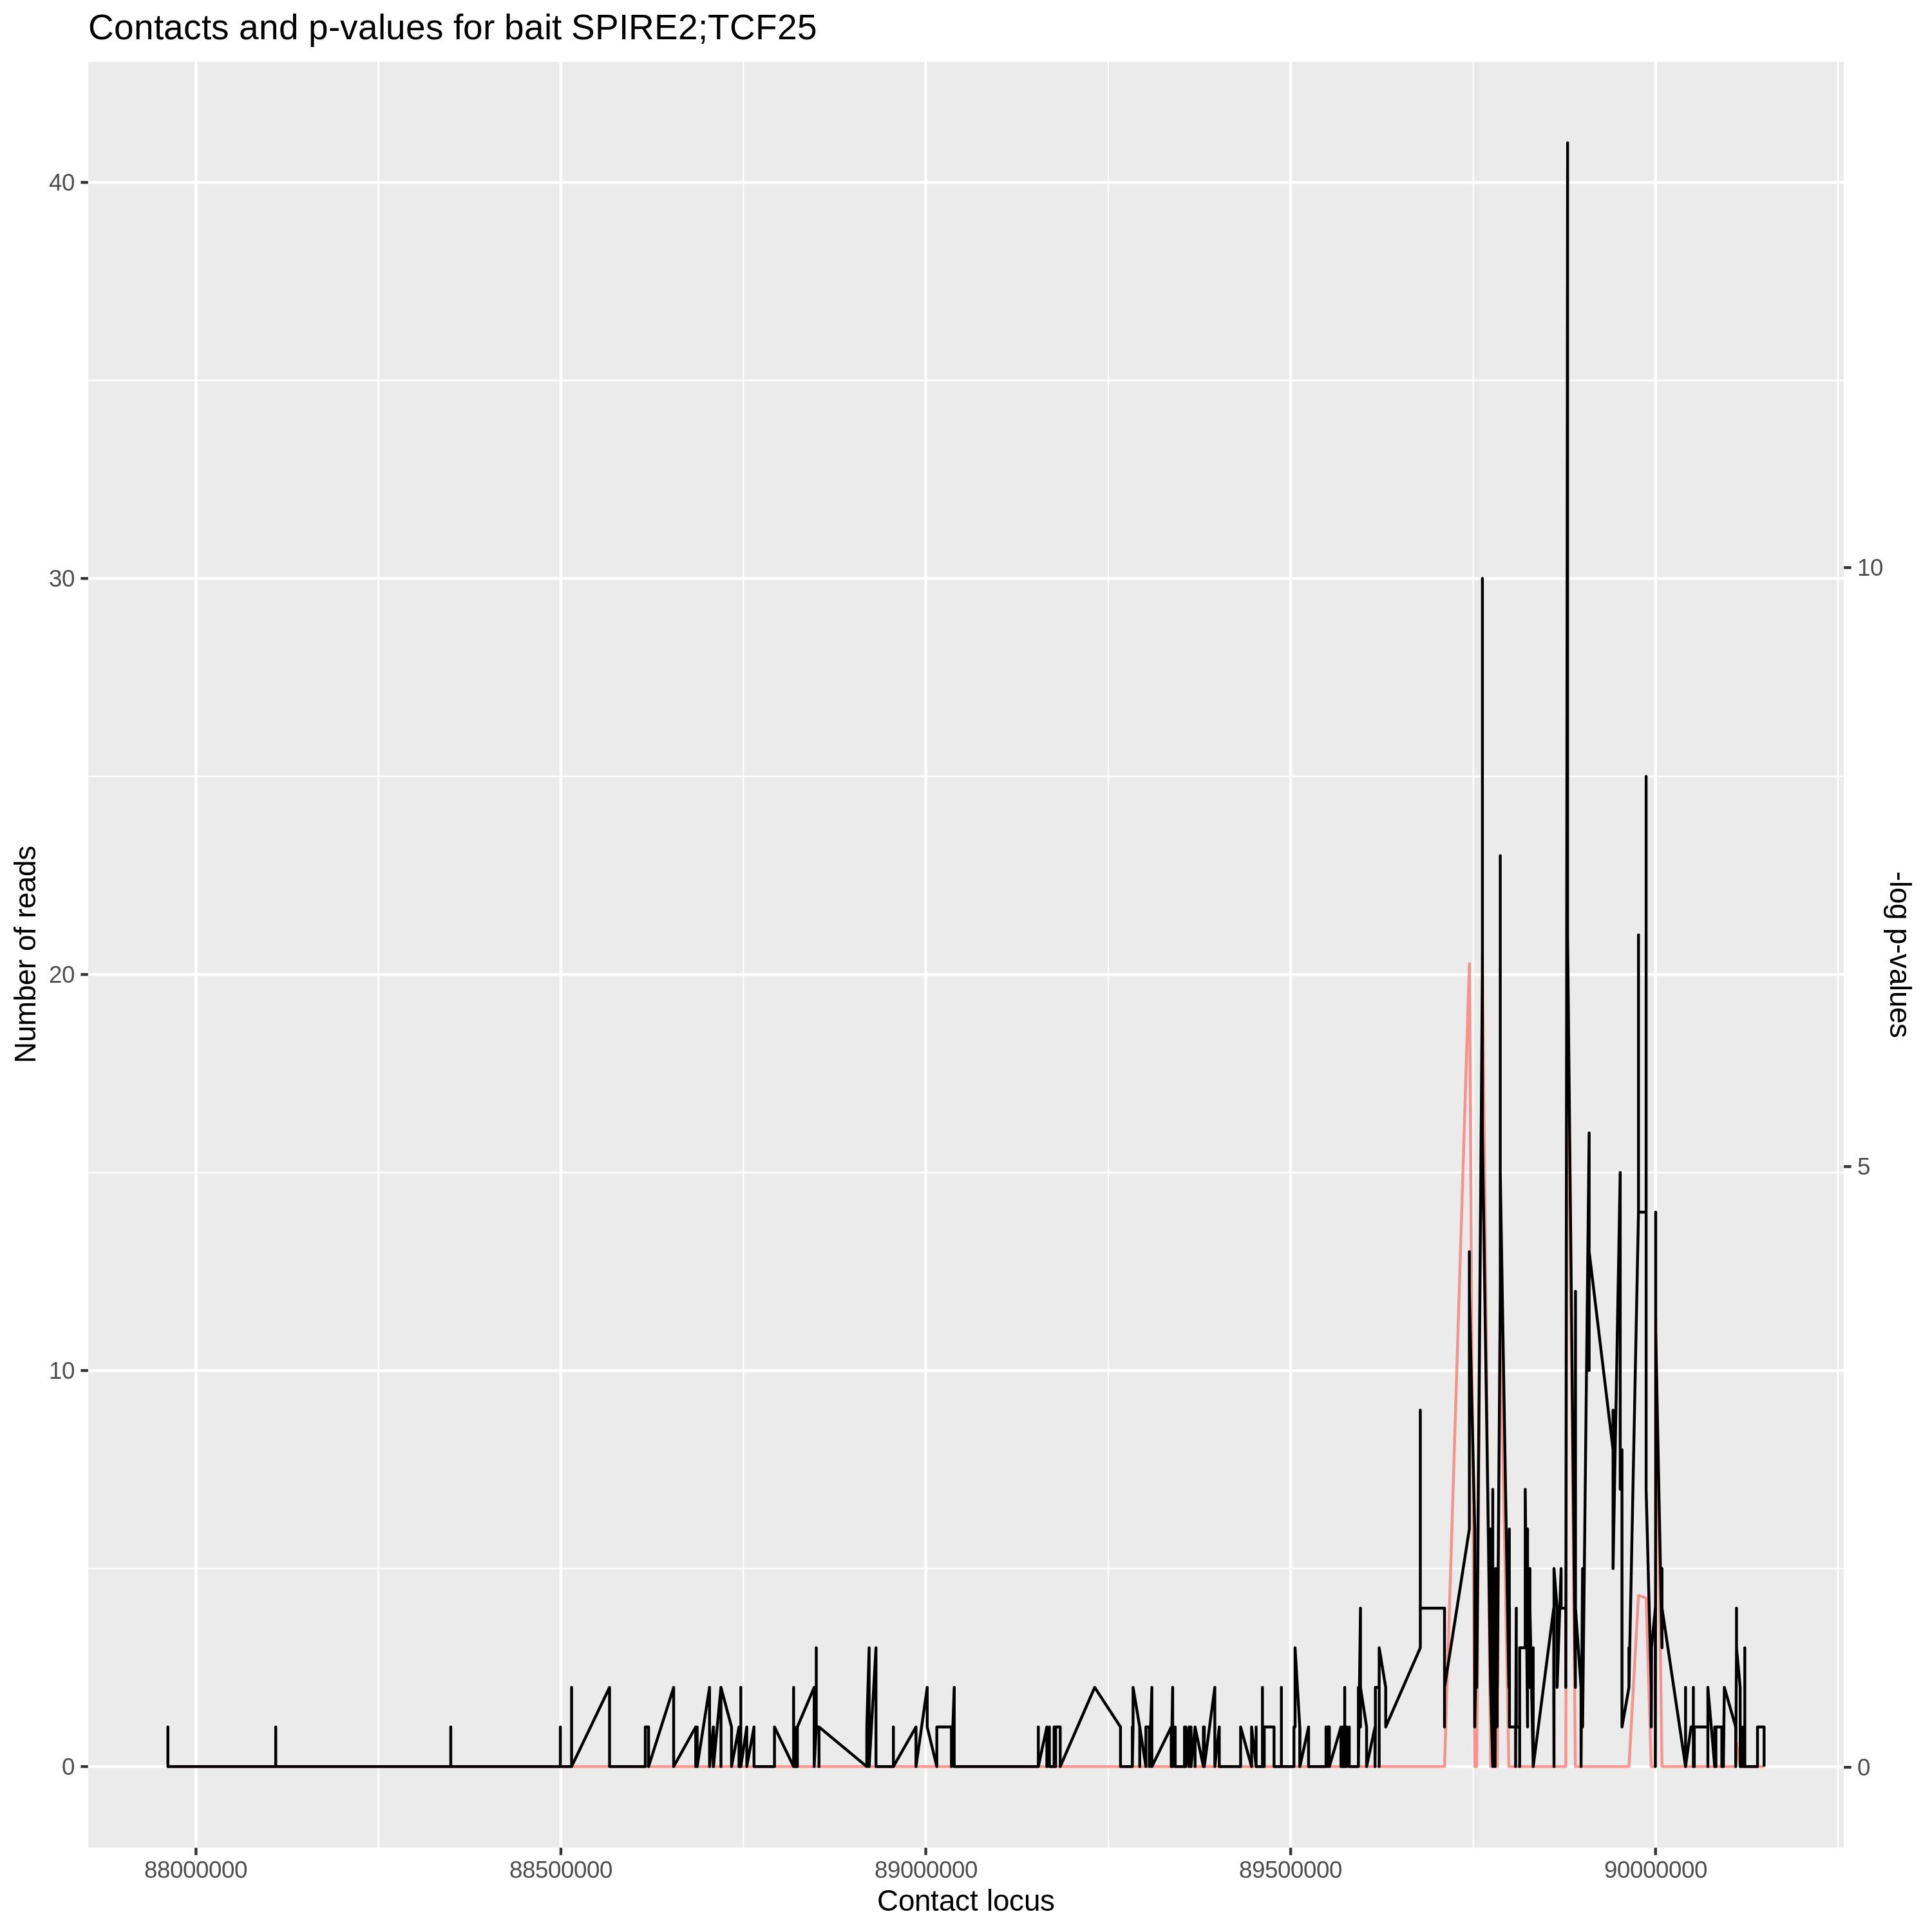 Contacts and p-values for bait SPIRE2;TCF25
40
30
20
10
0
Number of reads
10
5
0
-log p-values
88000000 88500000 89000000 89500000 90000000
Contact locus